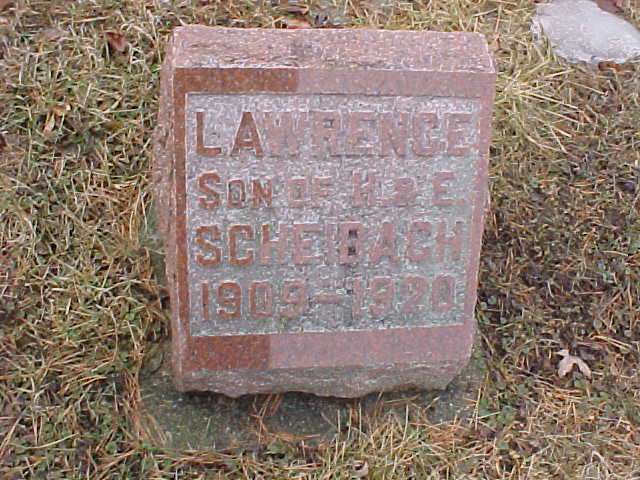 LAWRENCE
SON OF H. & E.
SCHEIBACH
1909-1920